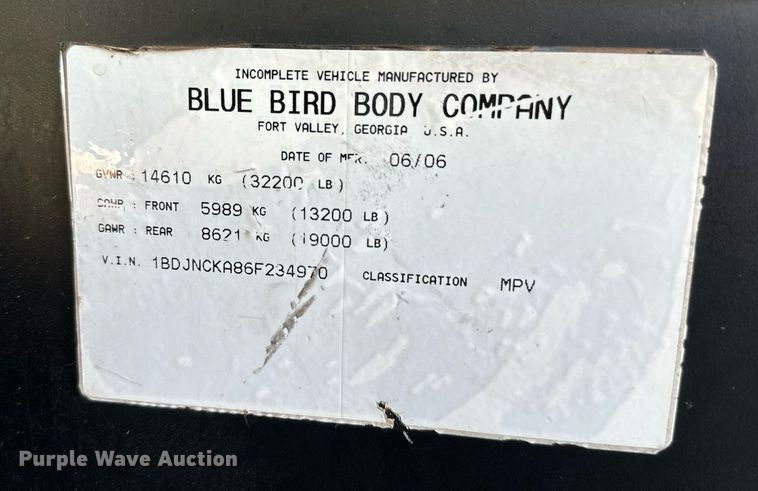 INCOMPLETE VEHICLE MANUFACTURED BY
BLUE BIRD BODY COMPANY
FORT VALLEY, GEORGIA U.S.A.
DATE OF MFR. 06/06
GVWR : 14610 KG (32200 LB)
GAWR : FRONT 5989 KG (13200 LB)
GAWR : REAR 8621 KG (19000 LB)
V.I.N. 1BDJNCKA86F234970 CLASSIFICATION MPV
Purple Wave Auction